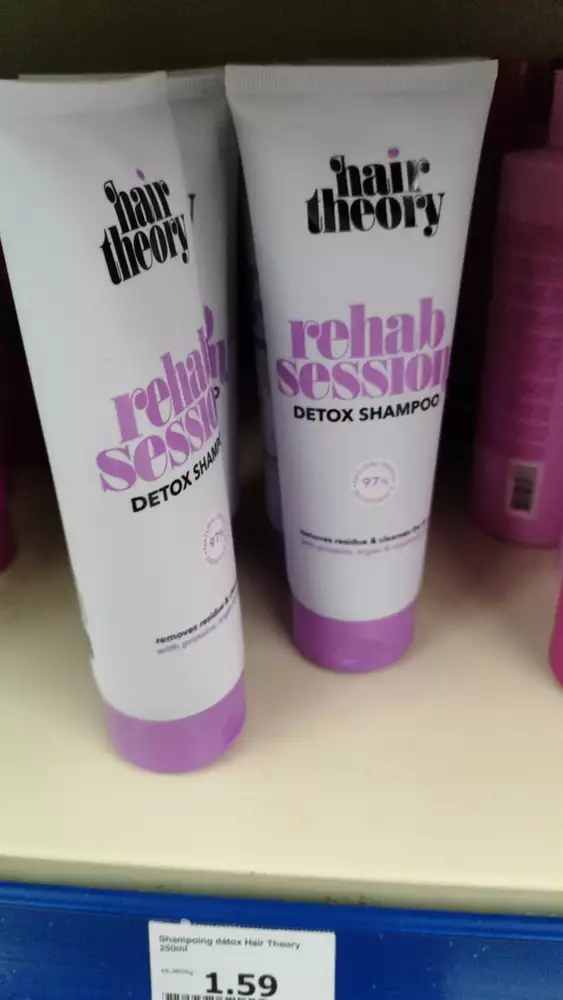 hair
theory
rehab
session
DETOX SHAMP
97%
removes residue &
hair
theory
rehab
session
DETOX SHAMPOO
97%
removes residue & cleanses the
Shampoing détox Hair Theory
250ml
1.59